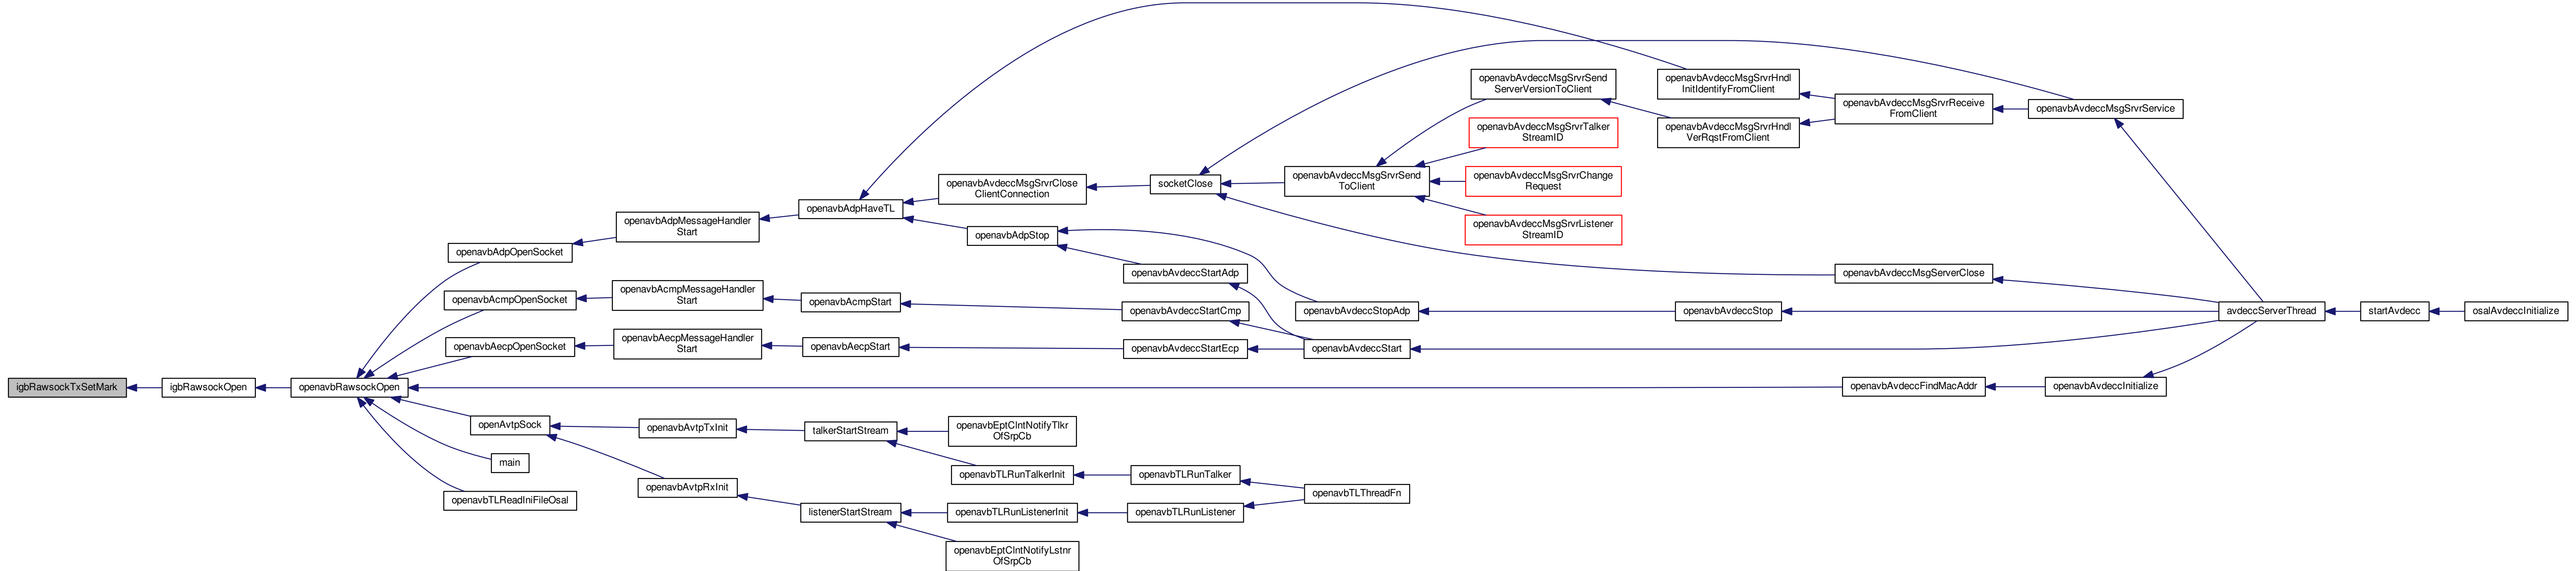 igbRawsockTxSetMark
igbRawsockOpen
openavbRawsockOpen
openavbAdpOpenSocket
openavbAdpMessageHandler
Start
openavbAdpHaveTL
openavbAvdeccMsgSrvrHndl
InitIdentifyFromClient
openavbAvdeccMsgSrvrReceive
FromClient
openavbAvdeccMsgSrvrService
avdeccServerThread
startAvdecc
osalAvdeccInitialize
openavbAvdeccMsgSrvrClose
ClientConnection
socketClose
openavbAvdeccMsgSrvrSend
ToClient
openavbAvdeccMsgSrvrSend
ServerVersionToClient
openavbAvdeccMsgSrvrHndl
VerRqstFromClient
openavbAvdeccMsgSrvrTalker
StreamID
openavbAvdeccMsgSrvrChange
Request
openavbAvdeccMsgSrvrListener
StreamID
openavbAvdeccMsgServerClose
openavbAdpStop
openavbAvdeccStartAdp
openavbAvdeccStart
openavbAvdeccStopAdp
openavbAvdeccStop
openavbAcmpOpenSocket
openavbAcmpMessageHandler
Start
openavbAcmpStart
openavbAvdeccStartCmp
openavbAecpOpenSocket
openavbAecpMessageHandler
Start
openavbAecpStart
openavbAvdeccStartEcp
openavbAvdeccFindMacAddr
openavbAvdeccInitialize
openAvtpSock
openavbAvtpTxInit
talkerStartStream
openavbEptClntNotifyTlkr
OfSrpCb
openavbTLRunTalkerInit
openavbTLRunTalker
openavbTLThreadFn
openavbAvtpRxInit
listenerStartStream
openavbTLRunListenerInit
openavbTLRunListener
openavbEptClntNotifyLstnr
OfSrpCb
main
openavbTLReadIniFileOsal